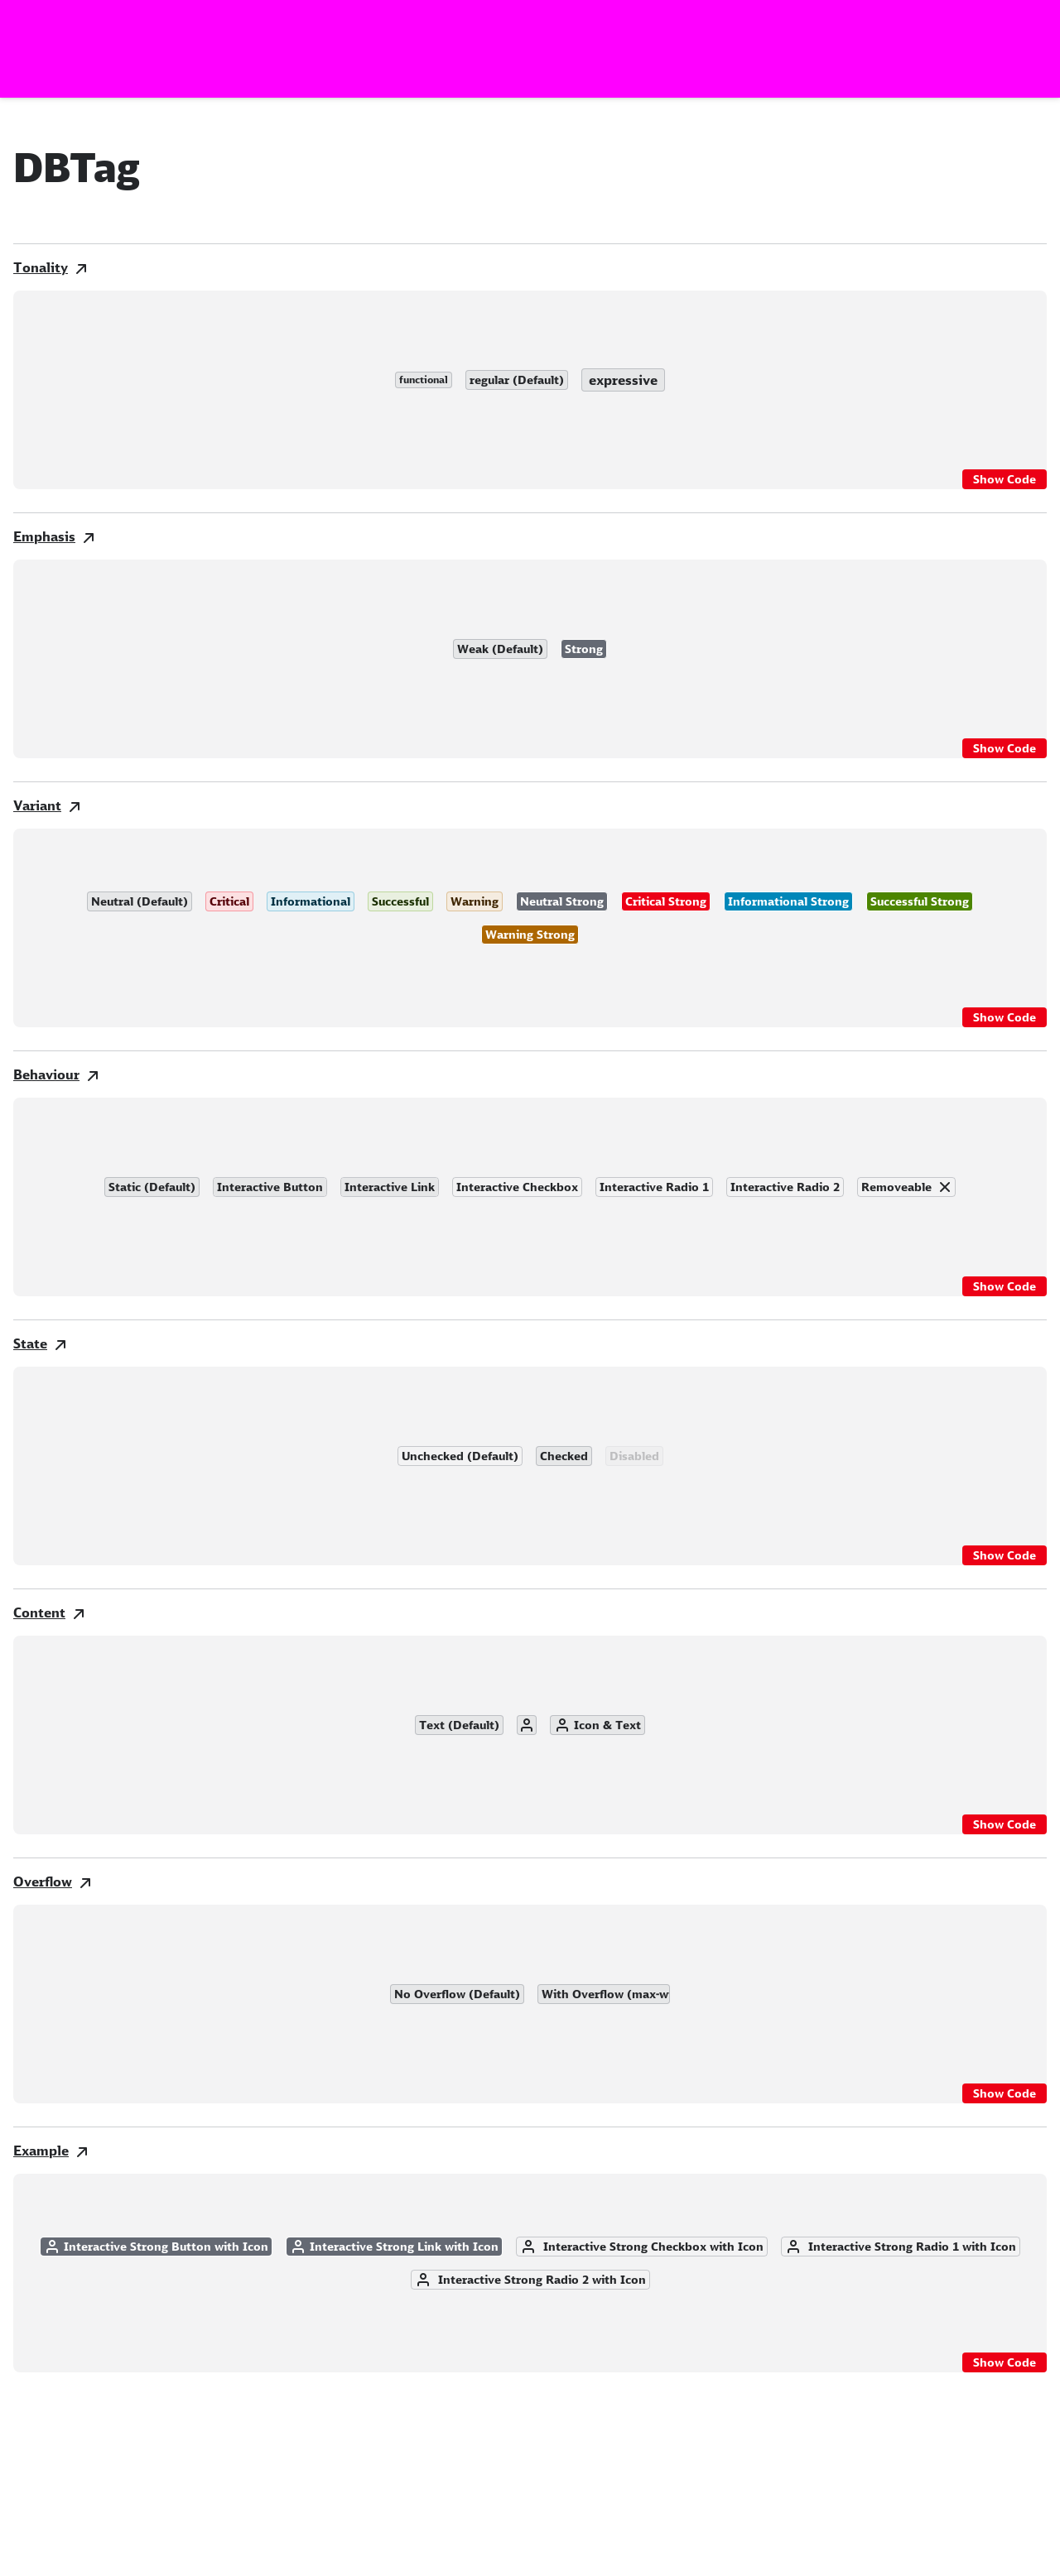 DBTag
Tonality
functional regular (Default) expressive
Show Code
Emphasis
Weak (Default) Strong
Show Code
Variant
Neutral (Default) Critical Informational Successful Warning Neutral Strong Critical Strong Informational Strong Successful Strong
Warning Strong
Show Code
Behaviour
Static (Default) Interactive Button Interactive Link Interactive Checkbox Interactive Radio 1 Interactive Radio 2 Removeable
Show Code
State
Unchecked (Default) Checked Disabled
Show Code
Content
Text (Default) Icon & Text
Show Code
Overflow
No Overflow (Default) With Overflow (max-w
Show Code
Example
Interactive Strong Button with Icon Interactive Strong Link with Icon Interactive Strong Checkbox with Icon Interactive Strong Radio 1 with Icon
Interactive Strong Radio 2 with Icon
Show Code